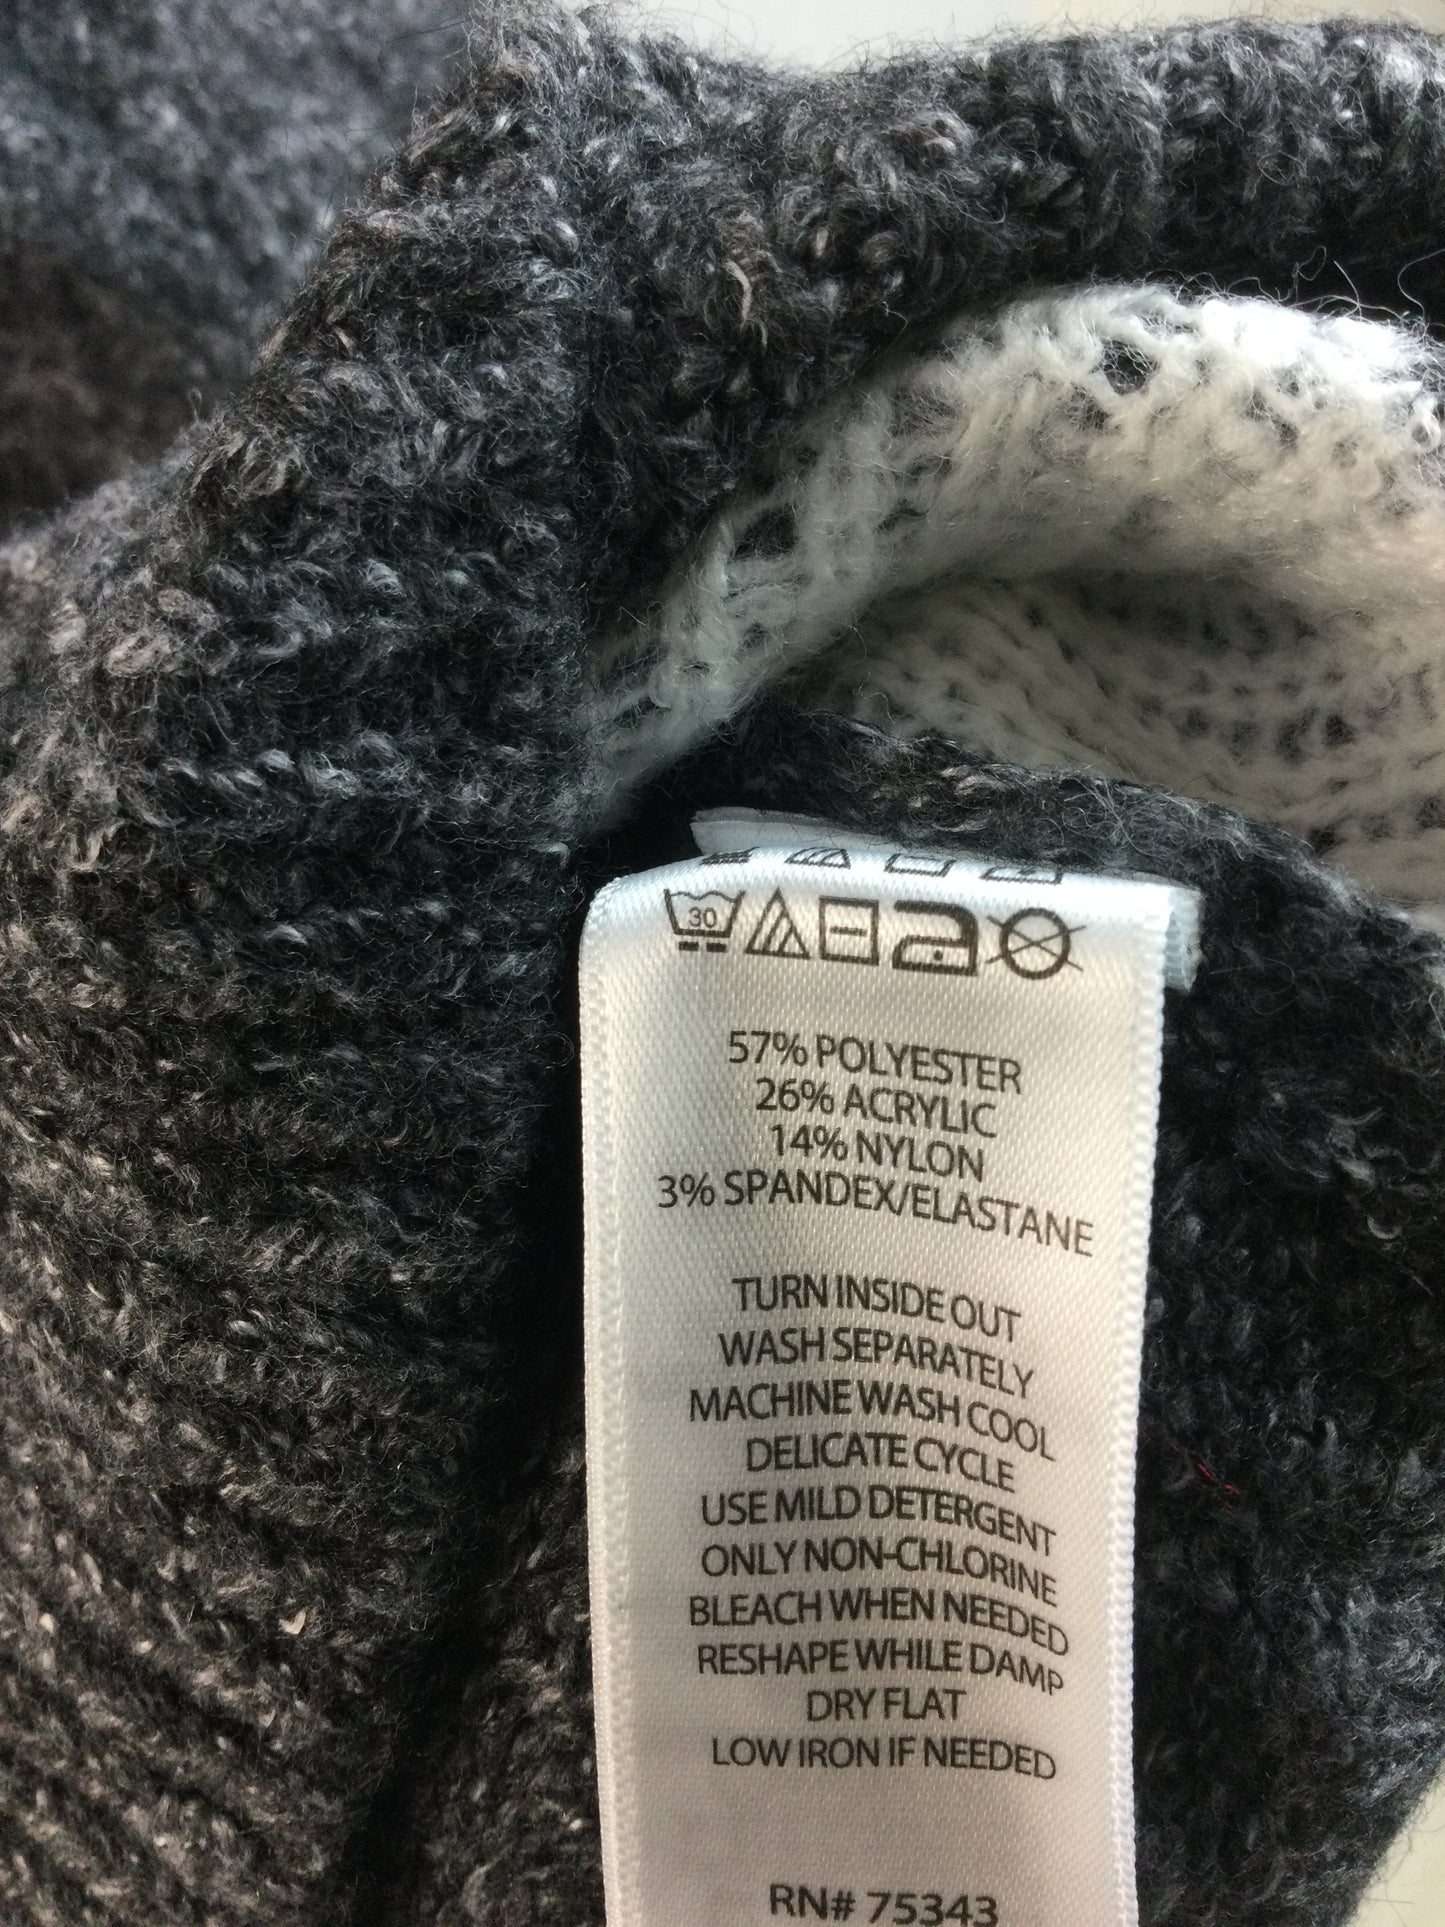 30
57% POLYESTER
26% ACRYLIC
14% NYLON
3% SPANDEX/ELASTANE
TURN INSIDE OUT
WASH SEPARATELY
MACHINE WASH COOL
DELICATE CYCLE
USE MILD DETERGENT
ONLY NON-CHLORINE
BLEACH WHEN NEEDED
RESHAPE WHILE DAMP
DRY FLAT
LOW IRON IF NEEDED
RN# 75343